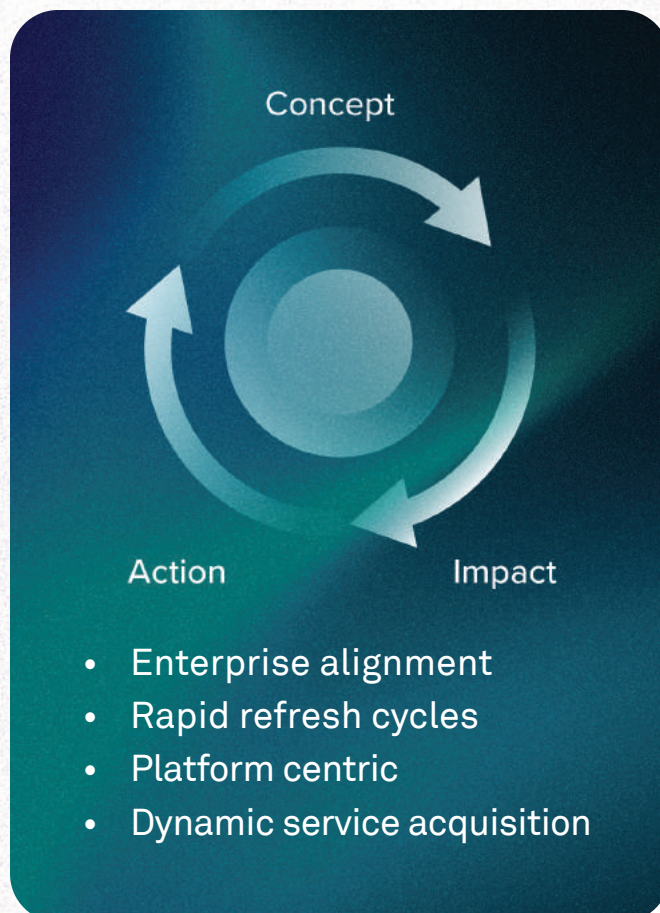 Concept
Action
Impact
• Enterprise alignment
• Rapid refresh cycles
• Platform centric
• Dynamic service acquisition